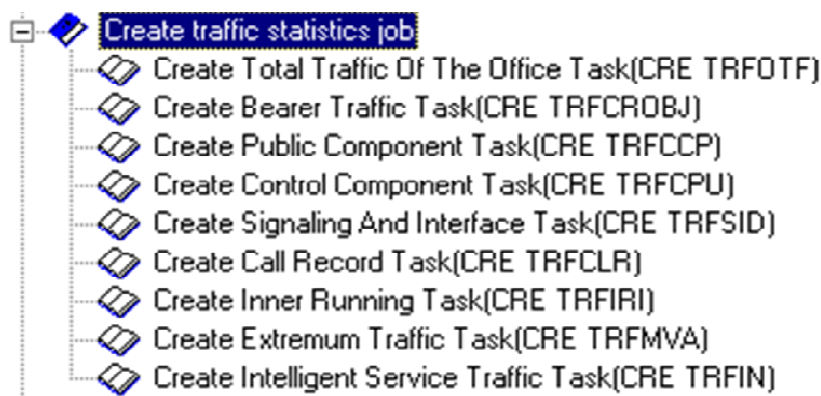 Create traffic statistics job
Create Total Traffic Of The Office Task(CRE TRFOTF)
Create Bearer Traffic Task(CRE TRFCROBJ)
Create Public Component Task(CRE TRFCCP)
Create Control Component Task(CRE TRFCPU)
Create Signaling And Interface Task(CRE TRFSID)
Create Call Record Task(CRE TRFCLR)
Create Inner Running Task(CRE TRFIRI)
Create Extremum Traffic Task(CRE TRFMVA)
Create Intelligent Service Traffic Task(CRE TRFIN)